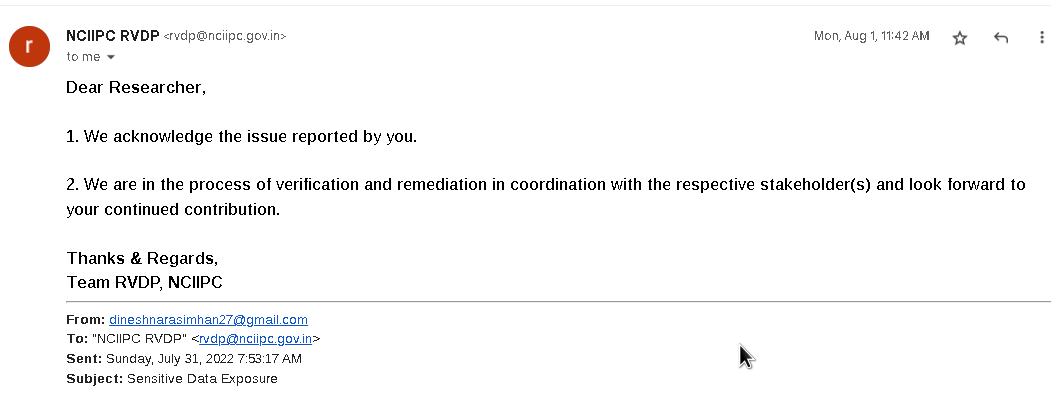 r
NCIIPC RVDP <rvdp@nciipc.gov.in>
Mon, Aug 1, 11:42 AM
to me
Dear Researcher,
1. We acknowledge the issue reported by you.
2. We are in the process of verification and remediation in coordination with the respective stakeholder(s) and look forward to
your continued contribution.
Thanks & Regards,
Team RVDP, NCIIPC
From: dineshnarasimhan27@gmail.com
To: "NCIIPC RVDP" <rvdp@nciipc.gov.in>
Sent: Sunday, July 31, 2022 7:53:17 AM
Subject: Sensitive Data Exposure